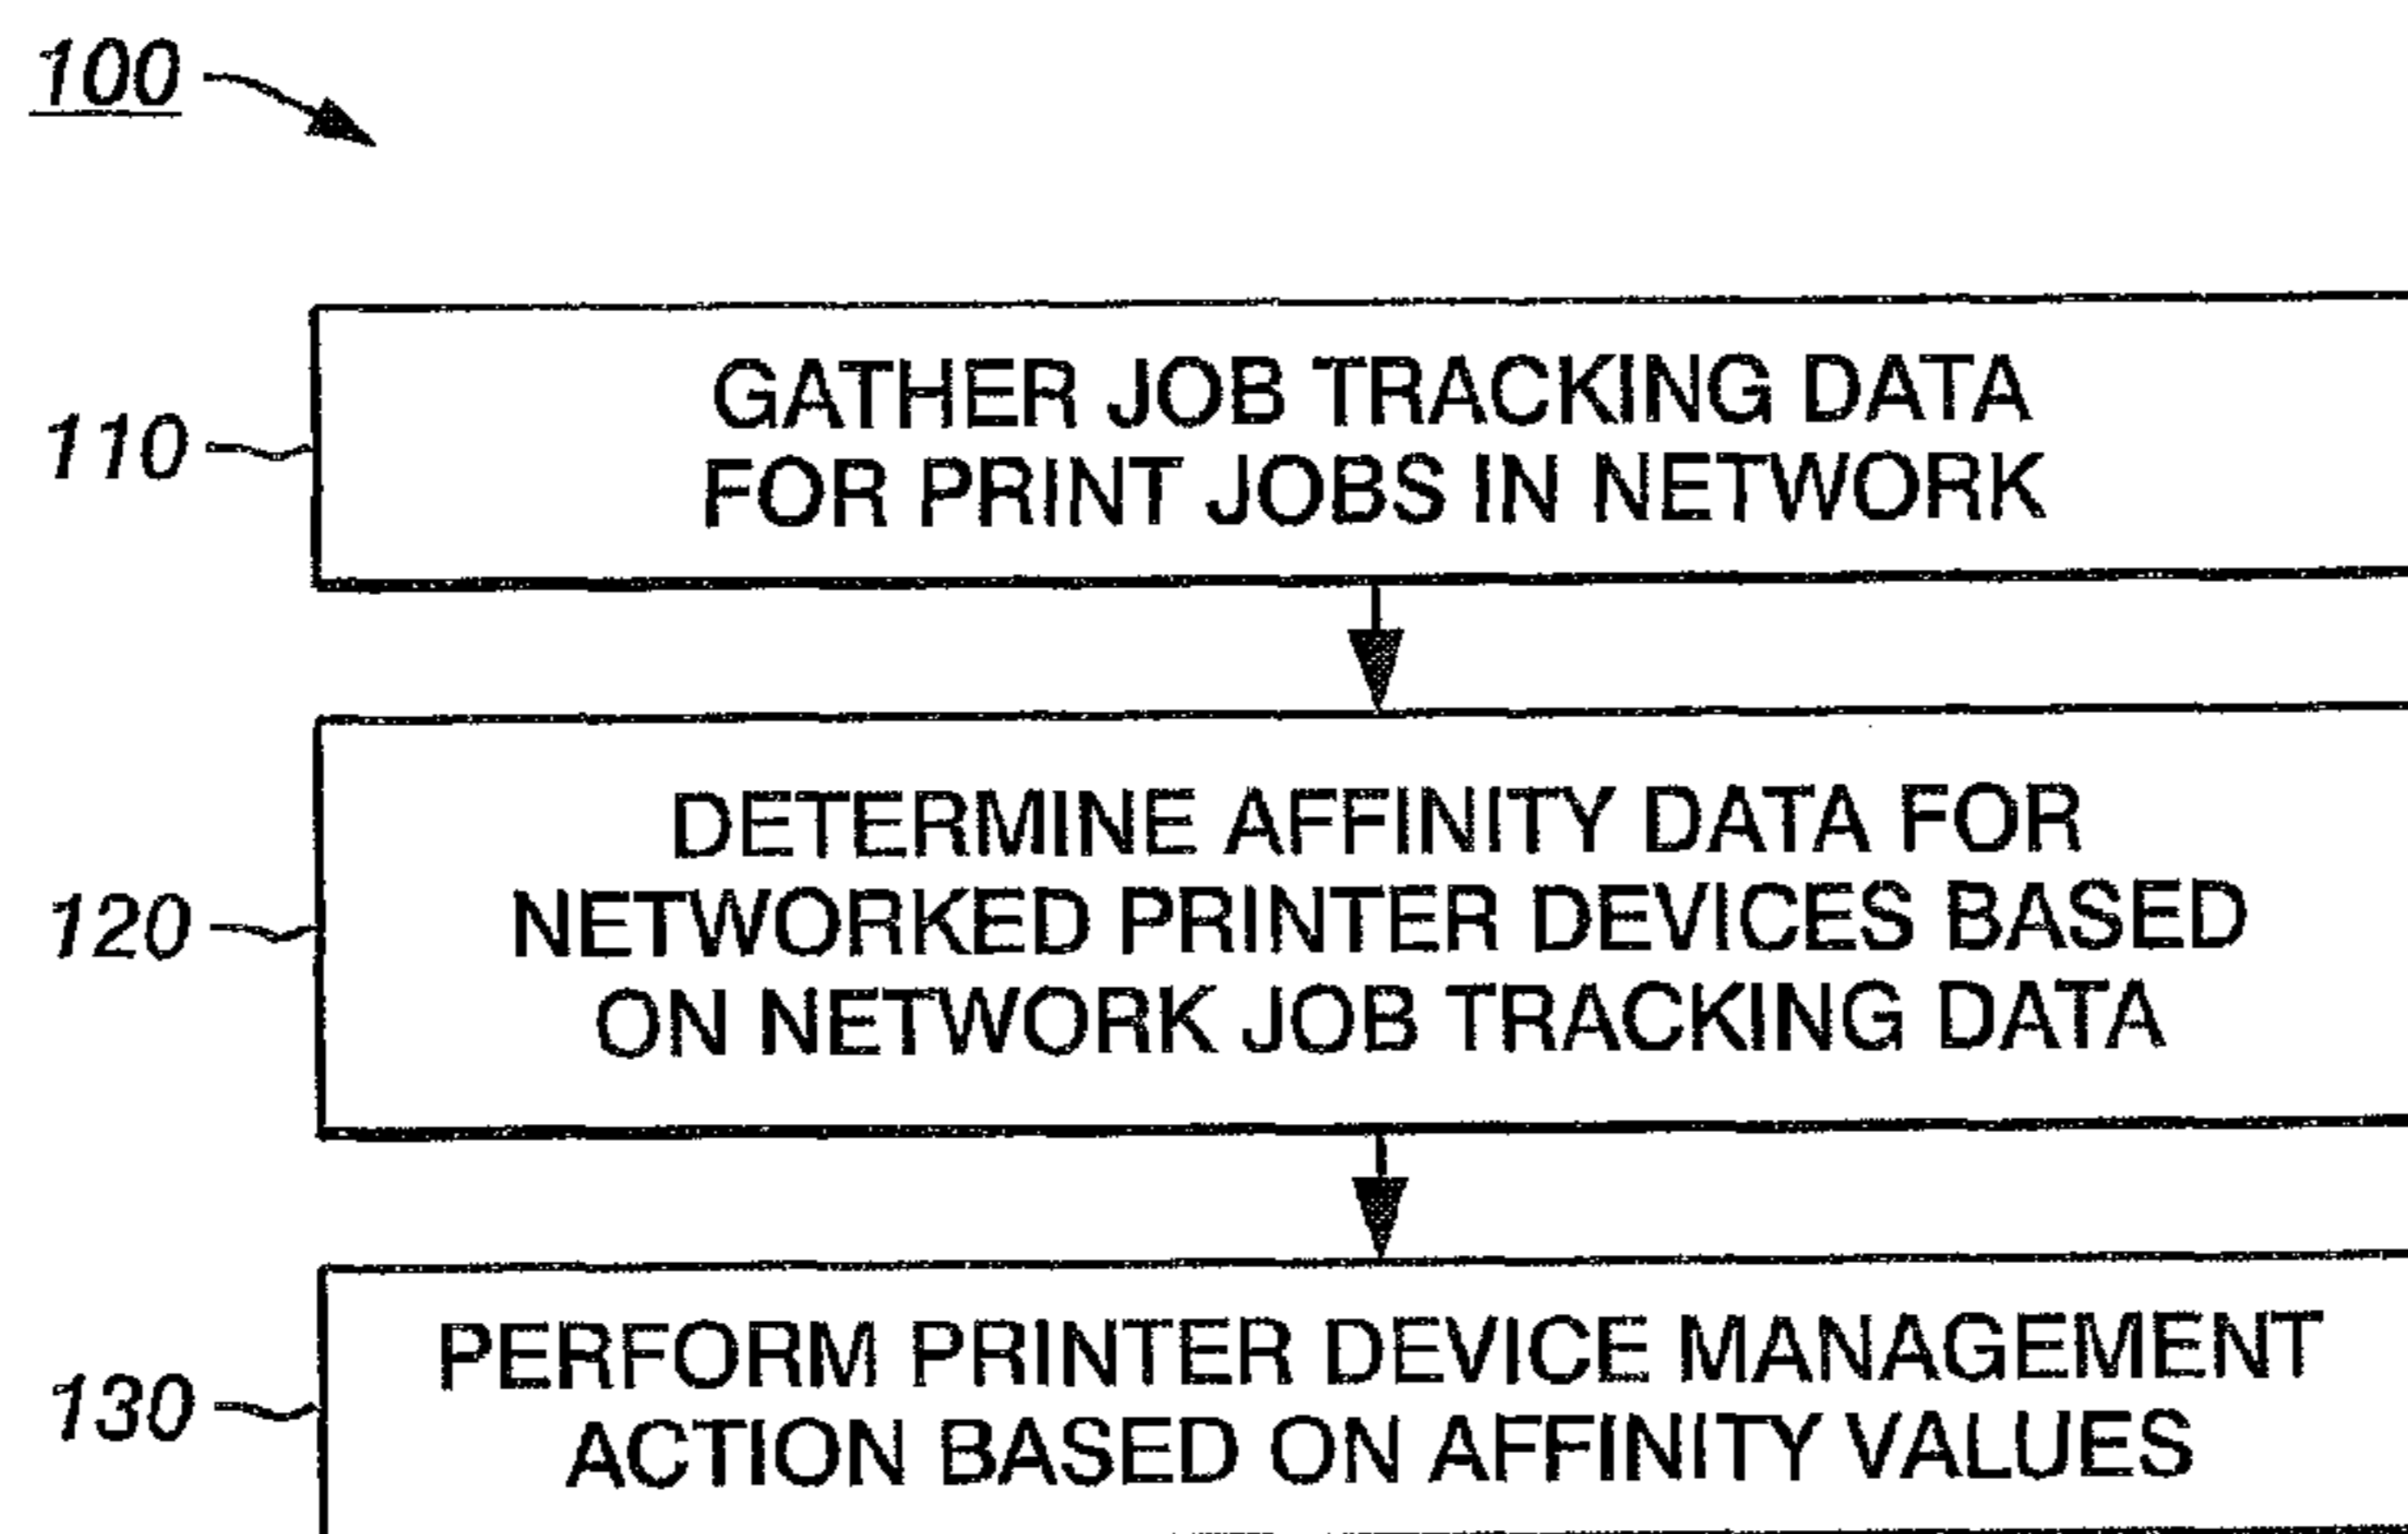 100
110
GATHER JOB TRACKING DATA
FOR PRINT JOBS IN NETWORK
120
DETERMINE AFFINITY DATA FOR
NETWORKED PRINTER DEVICES BASED
ON NETWORK JOB TRACKING DATA
130
PERFORM PRINTER DEVICE MANAGEMENT
ACTION BASED ON AFFINITY VALUES